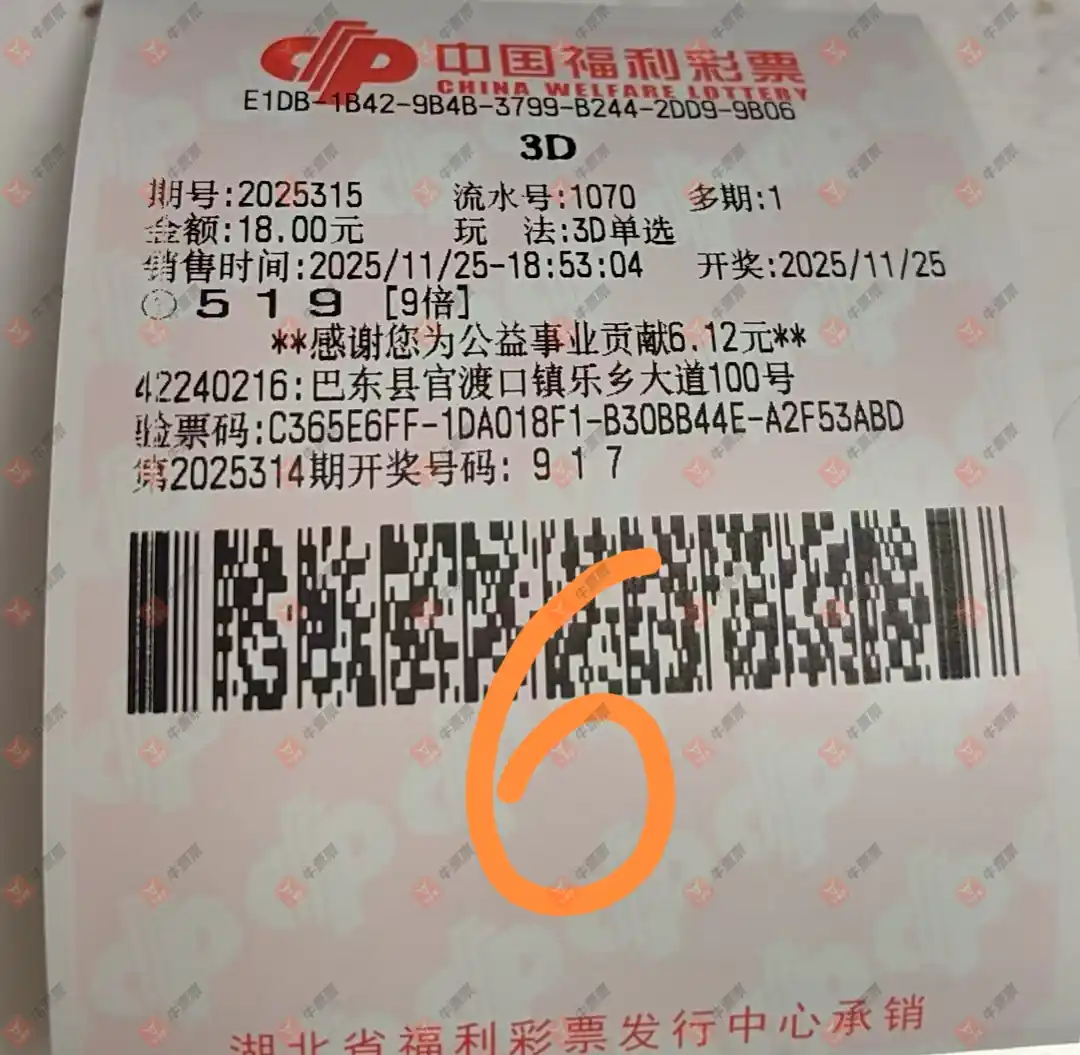 中国福利彩票
CHINA WELFARE LOTTERY
E1DB-1B42-9B4B-3799-B244-2DD9-9B06
3D
期号:2025315 流水号:1070 多期:1
金额:18.00元 玩 法:3D单选
销售时间:2025/11/25-18:53:04 开奖:2025/11/25
① 5 1 9 [9倍]
**感谢您为公益事业贡献6.12元**
42240216:巴东县官渡口镇乐乡大道100号
验票码:C365E6FF-1DA018F1-B30BB44E-A2F53ABD
第2025314期开奖号码: 9 1 7
6
湖北省福利彩票发行中心承销
牛票票